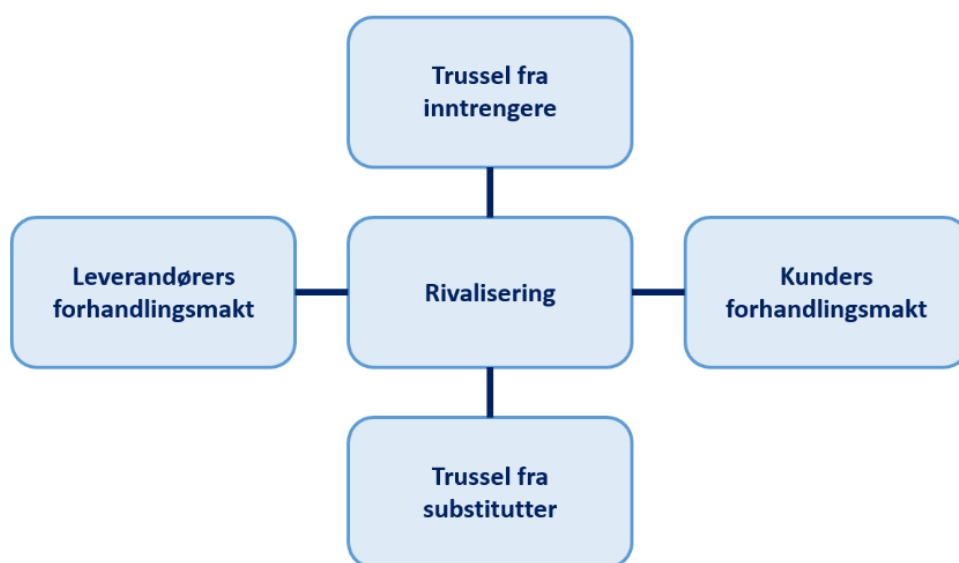 Trussel fra
inntrengere
Leverandørers
forhandlingsmakt
Rivalisering
Kunders
forhandlingsmakt
Trussel fra
substitutter